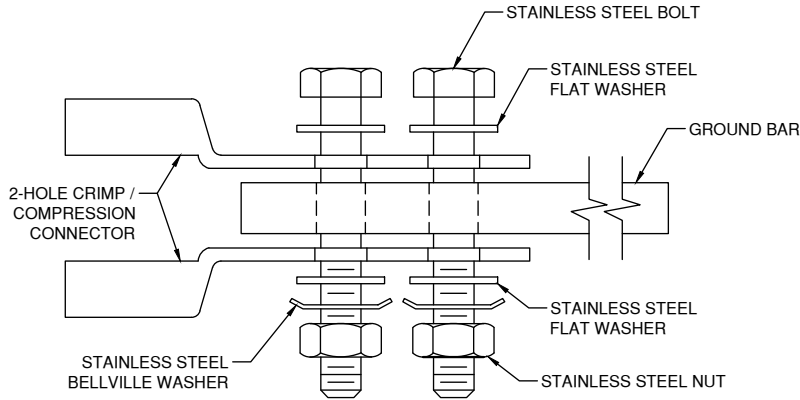 STAINLESS STEEL BOLT
STAINLESS STEEL
FLAT WASHER
GROUND BAR
2-HOLE CRIMP /
COMPRESSION
CONNECTOR
STAINLESS STEEL
FLAT WASHER
STAINLESS STEEL
BELLVILLE WASHER
STAINLESS STEEL NUT